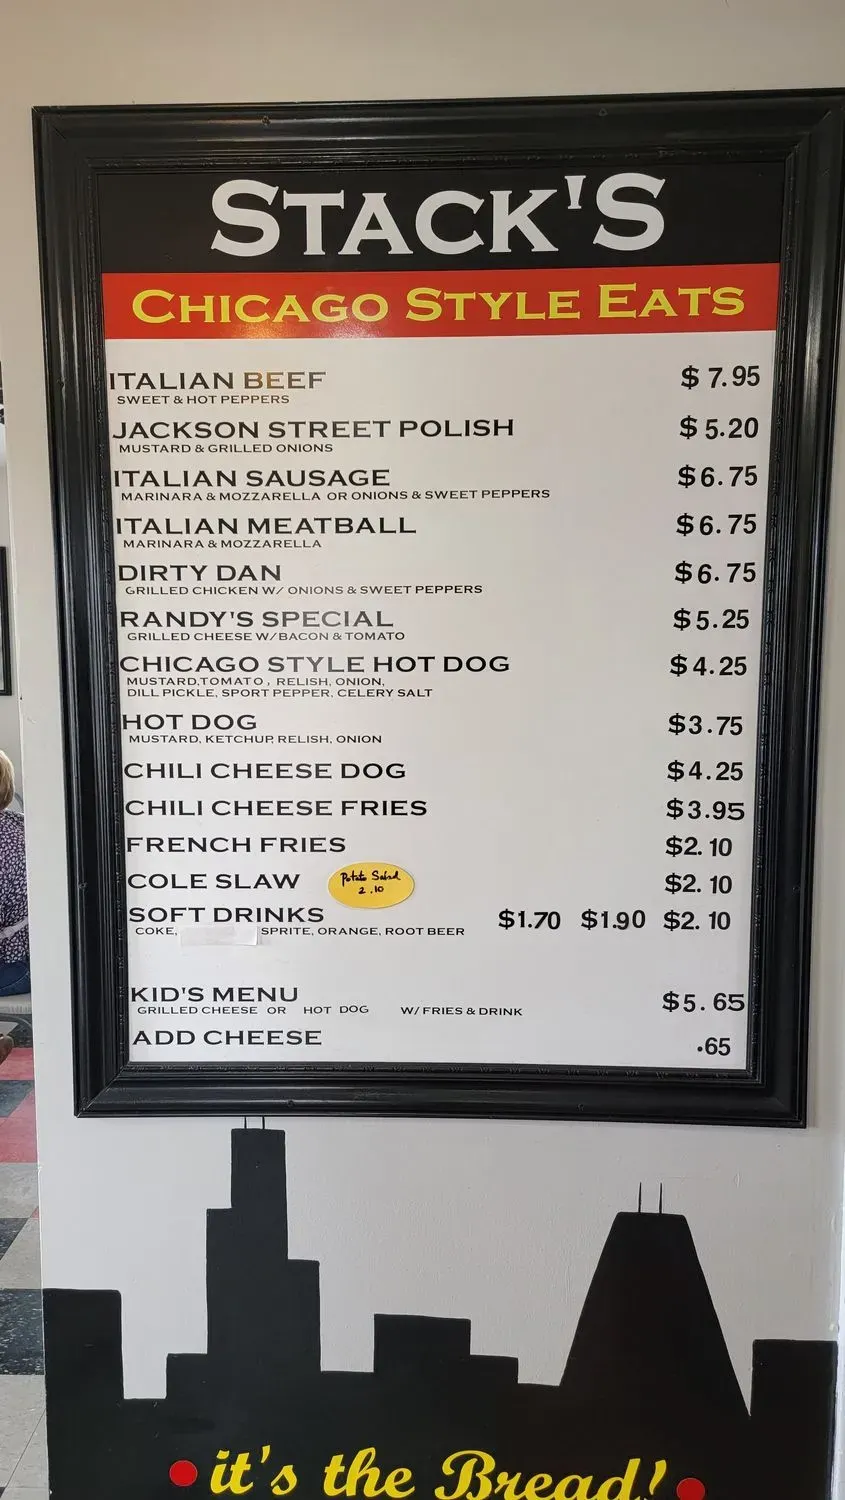 STACK'S
CHICAGO STYLE EATS
ITALIAN BEEF $7.95
SWEET & HOT PEPPERS
JACKSON STREET POLISH $5.20
MUSTARD & GRILLED ONIONS
ITALIAN SAUSAGE $6.75
MARINARA & MOZZARELLA OR ONIONS & SWEET PEPPERS
ITALIAN MEATBALL $6.75
MARINARA & MOZZARELLA
DIRTY DAN $6.75
GRILLED CHICKEN W/ ONIONS & SWEET PEPPERS
RANDY'S SPECIAL $5.25
GRILLED CHEESE W/BACON & TOMATO
CHICAGO STYLE HOT DOG $4.25
MUSTARD,TOMATO, RELISH, ONION,
DILL PICKLE, SPORT PEPPER, CELERY SALT
HOT DOG $3.75
MUSTARD, KETCHUP, RELISH, ONION
CHILI CHEESE DOG $4.25
CHILI CHEESE FRIES $3.95
FRENCH FRIES $2.10
COLE SLAW Potato Salad $2.10
2.10
SOFT DRINKS $1.70 $1.90 $2.10
COKE, SPRITE, ORANGE, ROOT BEER
KID'S MENU $5.65
GRILLED CHEESE OR HOT DOG W/ FRIES & DRINK
ADD CHEESE .65
it's the Bread!